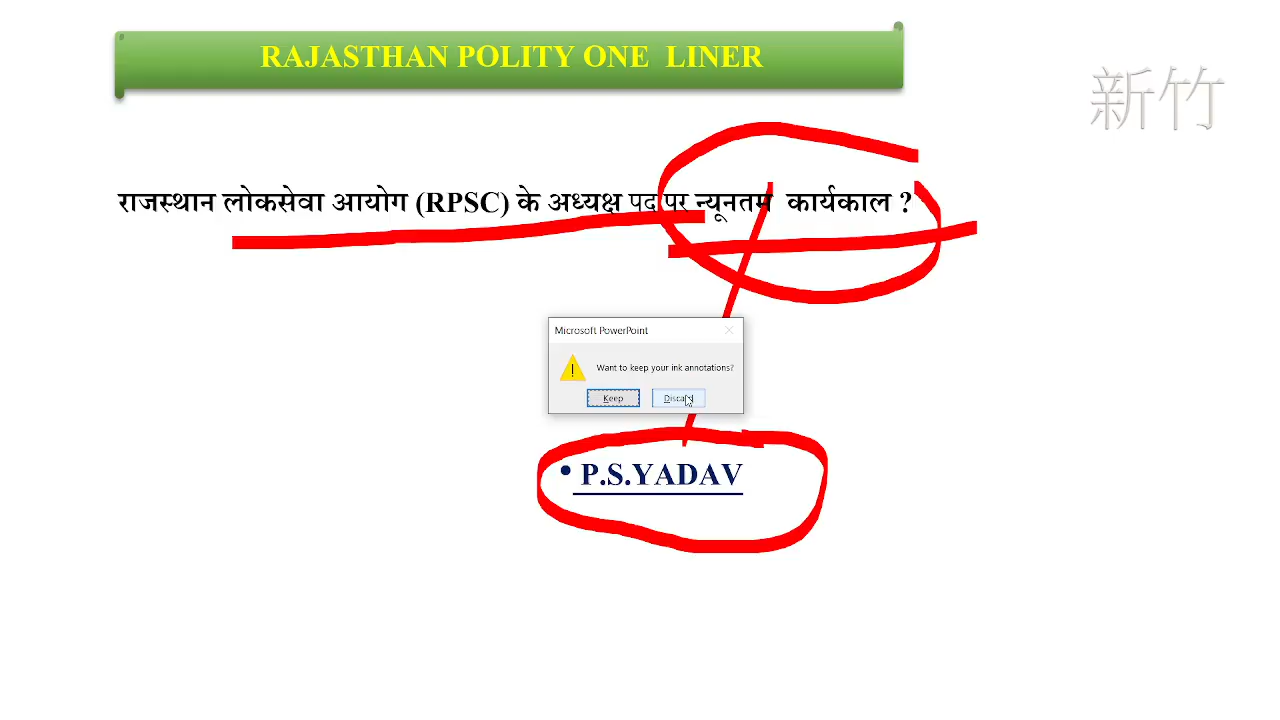 RAJASTHAN POLITY ONE LINER
新竹
राजस्थान लोकसेवा आयोग (RPSC) के अध्यक्ष पद पर न्यूनतम कार्यकाल ?
Microsoft PowerPoint
Want to keep your ink annotations?
Keep
Discard
• P.S.YADAV